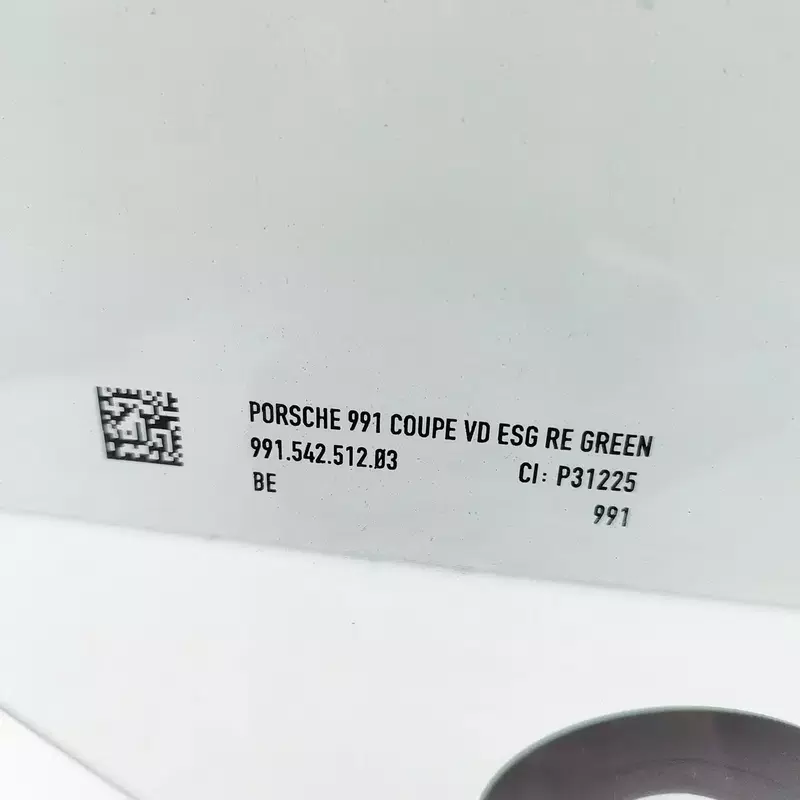 PORSCHE 991 COUPE VD ESG RE GREEN
991.542.512.03 CI: P31225
BE 991